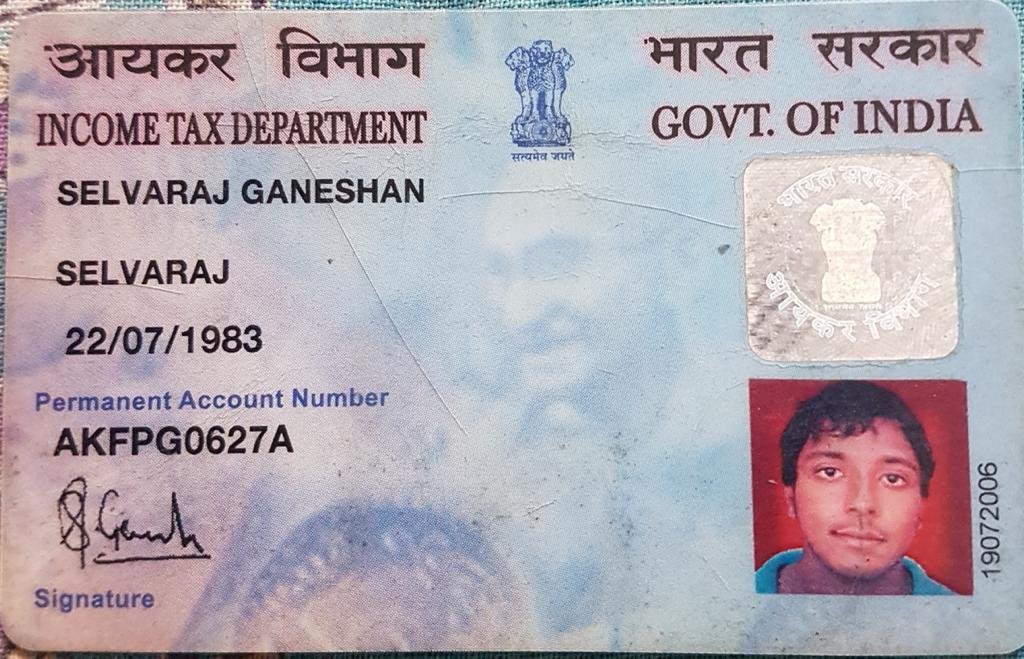 आयकर विभाग
भारत सरकार
INCOME TAX DEPARTMENT
GOVT. OF INDIA
सत्यमेव जयते
SELVARAJ GANESHAN
भारत सरकार
आयकर विभाग
SELVARAJ
22/07/1983
Permanent Account Number
AKFPG0627A
19072006
Signature